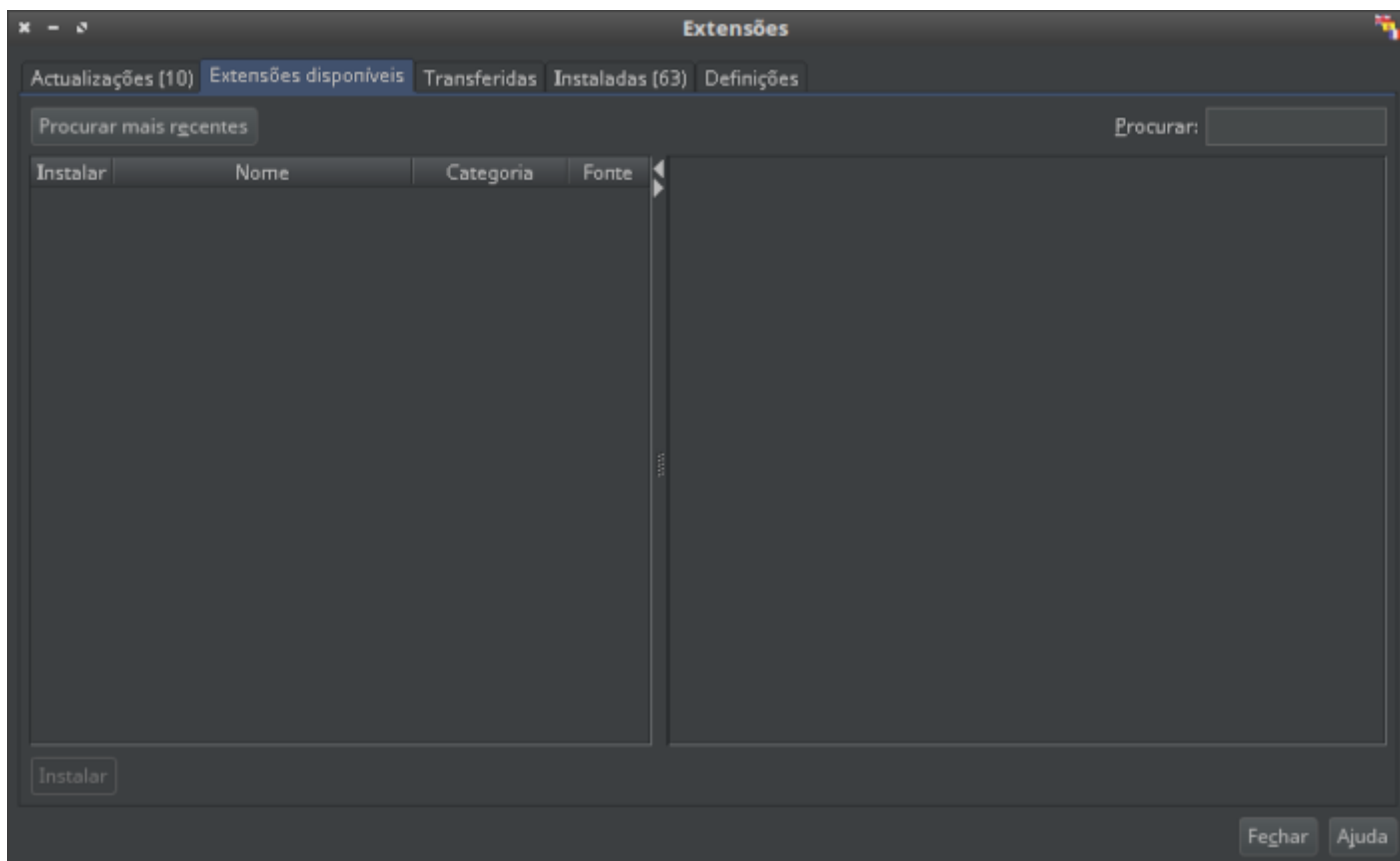 Extensões
Actualizações (10) Extensões disponíveis Transferidas Instaladas (63) Definições
Procurar mais recentes Procurar:
Instalar Nome Categoria Fonte
Instalar
Fechar Ajuda